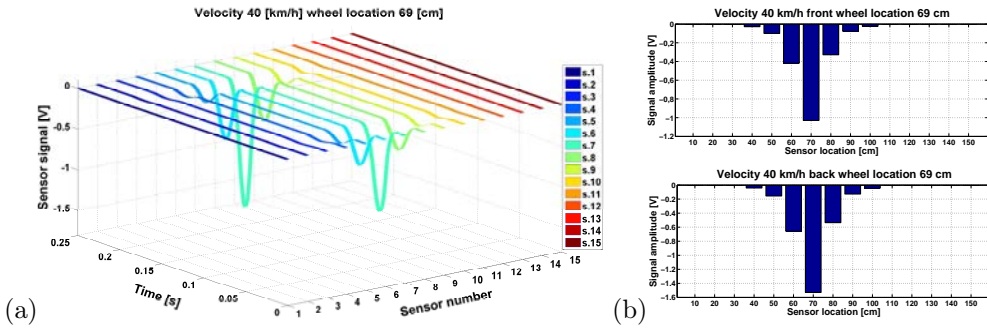 Velocity 40 [km/h] wheel location 69 [cm]
Sensor signal [V]
0
-0.5
-1
-1.5
0.25
0.2
0.15
0.1
0.05
0
Time [s]
1 2 3 4 5 6 7 8 9 10 11 12 13 14 15
Sensor number
s.1
s.2
s.3
s.4
s.5
s.6
s.7
s.8
s.9
s.10
s.11
s.12
s.13
s.14
s.15
(a)
Velocity 40 km/h front wheel location 69 cm
Signal amplitude [V]
0
−0.2
−0.4
−0.6
−0.8
−1
−1.2
10 20 30 40 50 60 70 80 90 100 110 120 130 140 150
Sensor location [cm]
Velocity 40 km/h back wheel location 69 cm
Signal amplitude [V]
0
−0.2
−0.4
−0.6
−0.8
−1
−1.2
−1.4
−1.6
10 20 30 40 50 60 70 80 90 100 110 120 130 140 150
Sensor location [cm]
(b)